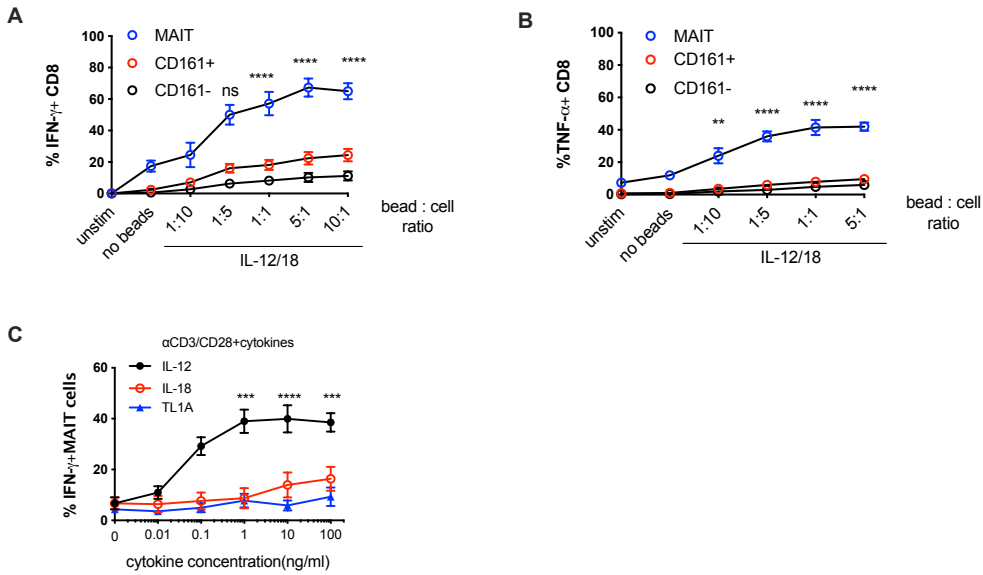 A
% IFN-γ+ CD8
100
80
60
40
20
0
MAIT
CD161+
CD161-
ns
****
****
****
unstim
no beads
1:10
1:5
1:1
5:1
10:1
bead : cell
ratio
IL-12/18
B
%TNF-α+ CD8
100
80
60
40
20
0
MAIT
CD161+
CD161-
**
****
****
****
unstim
no beads
1:10
1:5
1:1
5:1
bead : cell
ratio
IL-12/18
C
αCD3/CD28+cytokines
% IFN-γ+MAIT cells
60
40
20
0
IL-12
IL-18
TL1A
***
****
***
0
0.01
0.1
1
10
100
cytokine concentration(ng/ml)